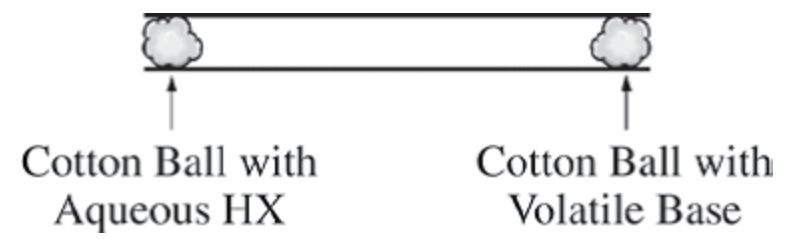 Cotton Ball with
Aqueous HX
Cotton Ball with
Volatile Base